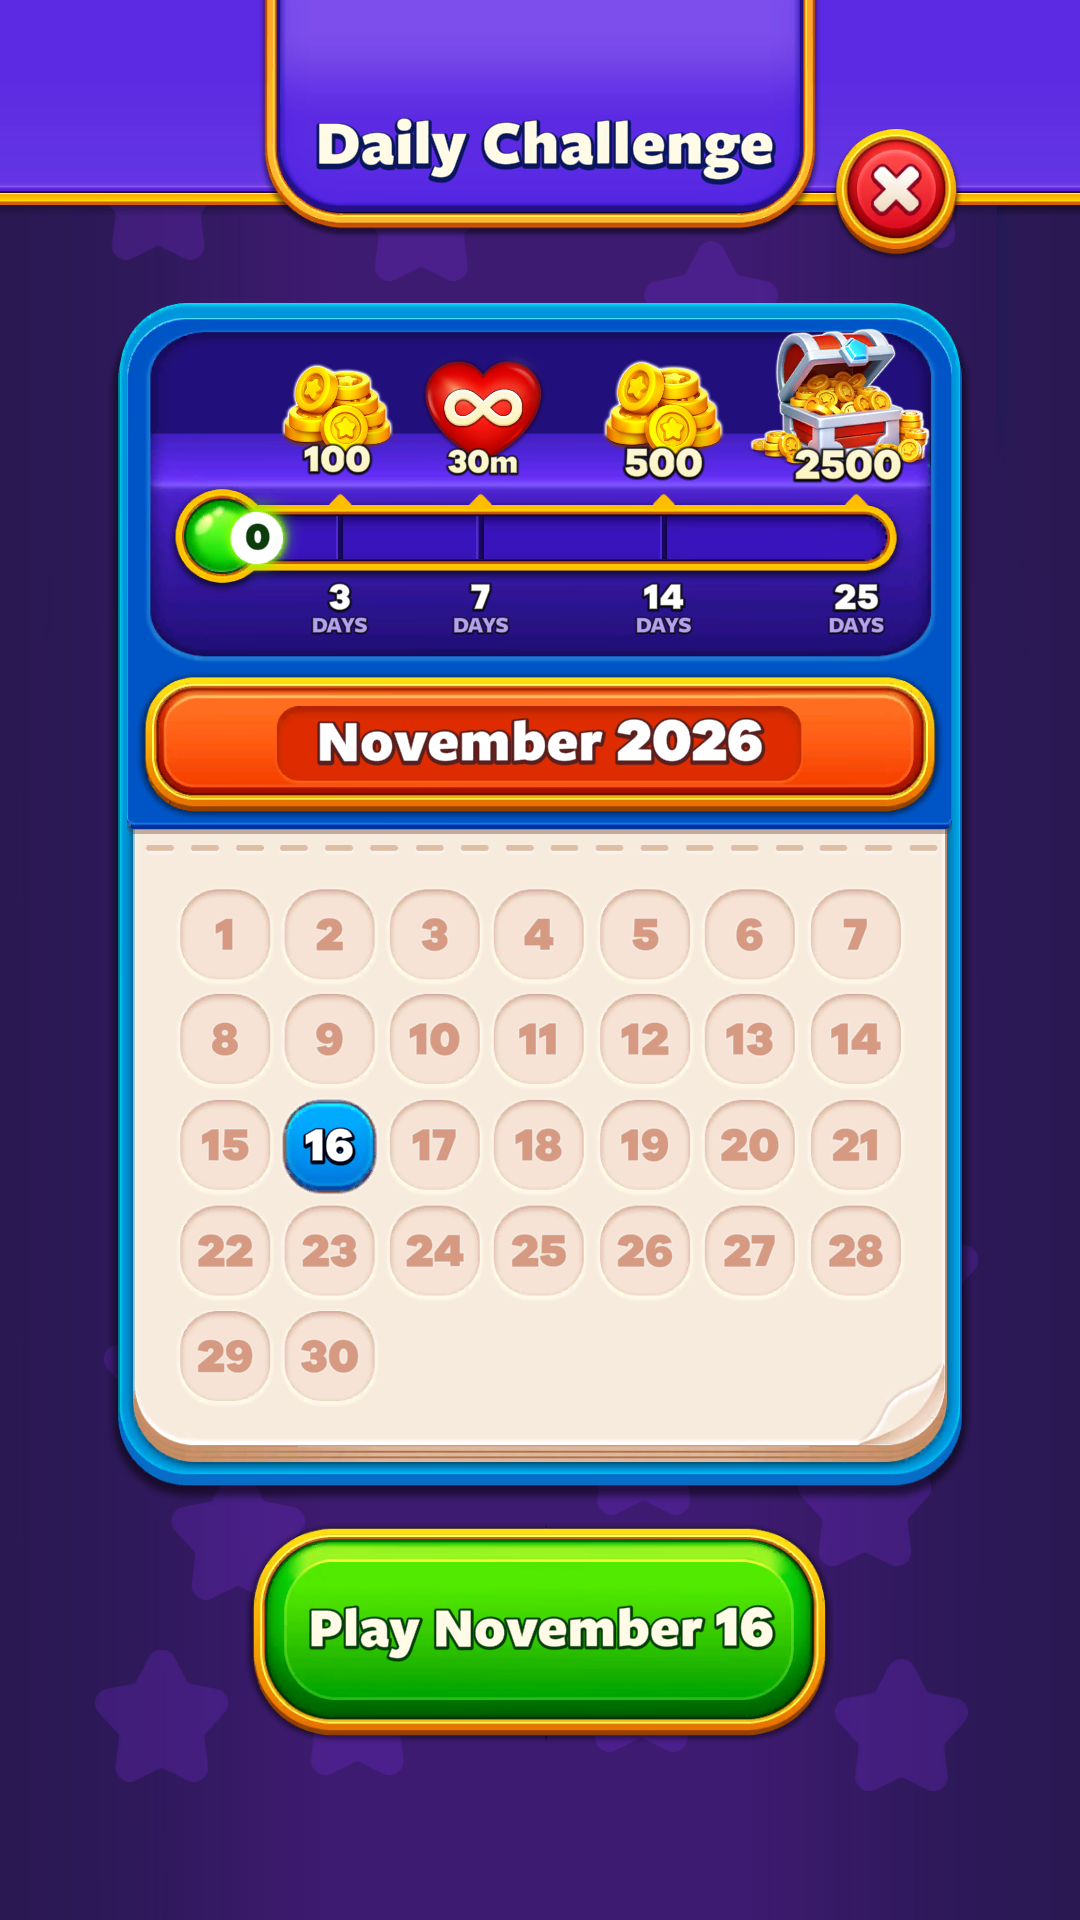 Daily Challenge
100 30m 500 2500
0
3 7 14 25
DAYS DAYS DAYS DAYS
November 2026
1 2 3 4 5 6 7
8 9 10 11 12 13 14
15 16 17 18 19 20 21
22 23 24 25 26 27 28
29 30
Play November 16